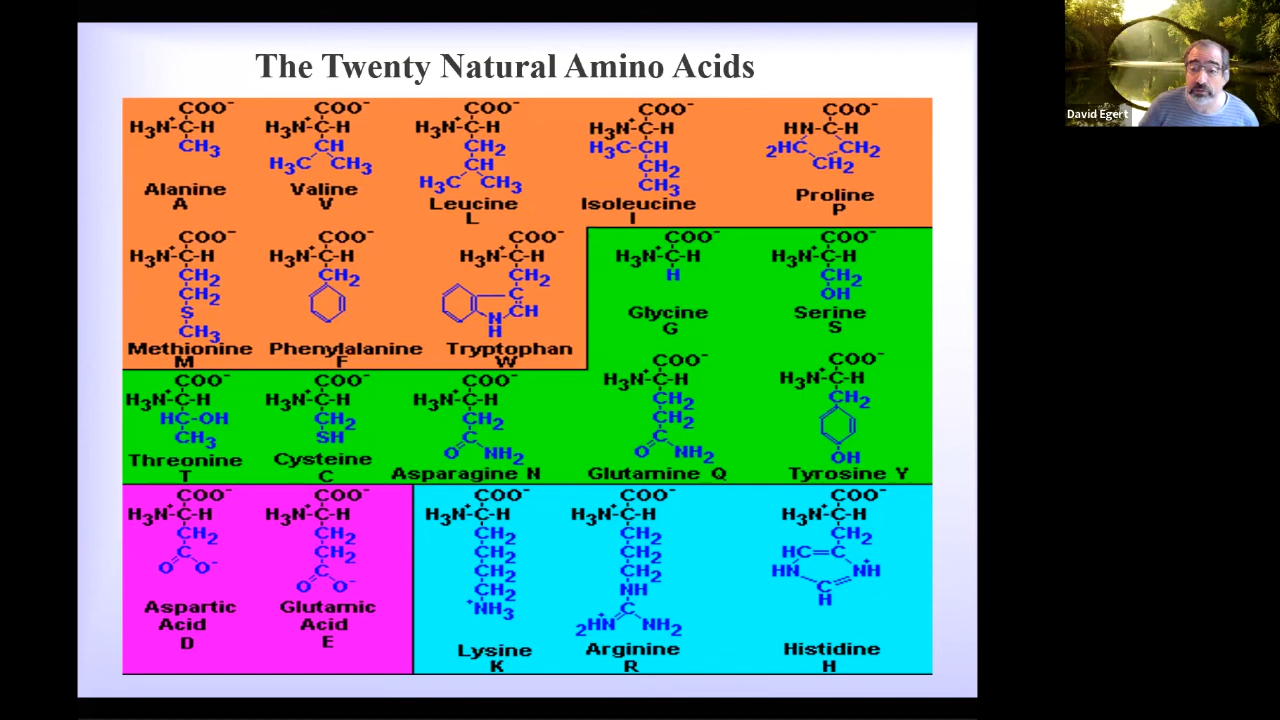 The Twenty Natural Amino Acids
COO⁻ COO⁻ COO⁻ COO⁻ COO⁻
H₃N⁺-C-H H₃N⁺-C-H H₃N⁺-C-H H₃N⁺-C-H HN-C-H
CH₃ CH CH₂ H₃C-CH ₂HC CH₂
H₃C CH₃ CH CH₂ CH₂
H₃C CH₃ CH₃
Alanine Valine Leucine Isoleucine Proline
A V L I P
COO⁻ COO⁻ COO⁻ COO⁻ COO⁻
H₃N⁺-C-H H₃N⁺-C-H H₃N⁺-C-H H₃N⁺-C-H H₃N⁺-C-H
CH₂ CH₂ CH₂ H CH₂
CH₂ C OH
S N CH
CH₃ H
Glycine Serine
G S
Methionine Phenylalanine Tryptophan
M F W
COO⁻ COO⁻ COO⁻ COO⁻ COO⁻
H₃N⁺-C-H H₃N⁺-C-H H₃N⁺-C-H H₃N⁺-C-H H₃N⁺-C-H
HC-OH CH₂ CH₂ CH₂ CH₂
CH₃ SH C CH₂
O NH₂ C
O NH₂ OH
Threonine Cysteine Asparagine N Glutamine Q Tyrosine Y
T C
COO⁻ COO⁻ COO⁻ COO⁻ COO⁻
H₃N⁺-C-H H₃N⁺-C-H H₃N⁺-C-H H₃N⁺-C-H H₃N⁺-C-H
CH₂ CH₂ CH₂ CH₂ CH₂
C CH₂ CH₂ CH₂ HC=C
O O⁻ C CH₂ CH₂ HN NH⁺
O O⁻ CH₂ NH C
⁺NH₃ C H
₂HN⁺ NH₂
Aspartic Glutamic
Acid Acid
D E
Lysine Arginine Histidine
K R H
David Egert